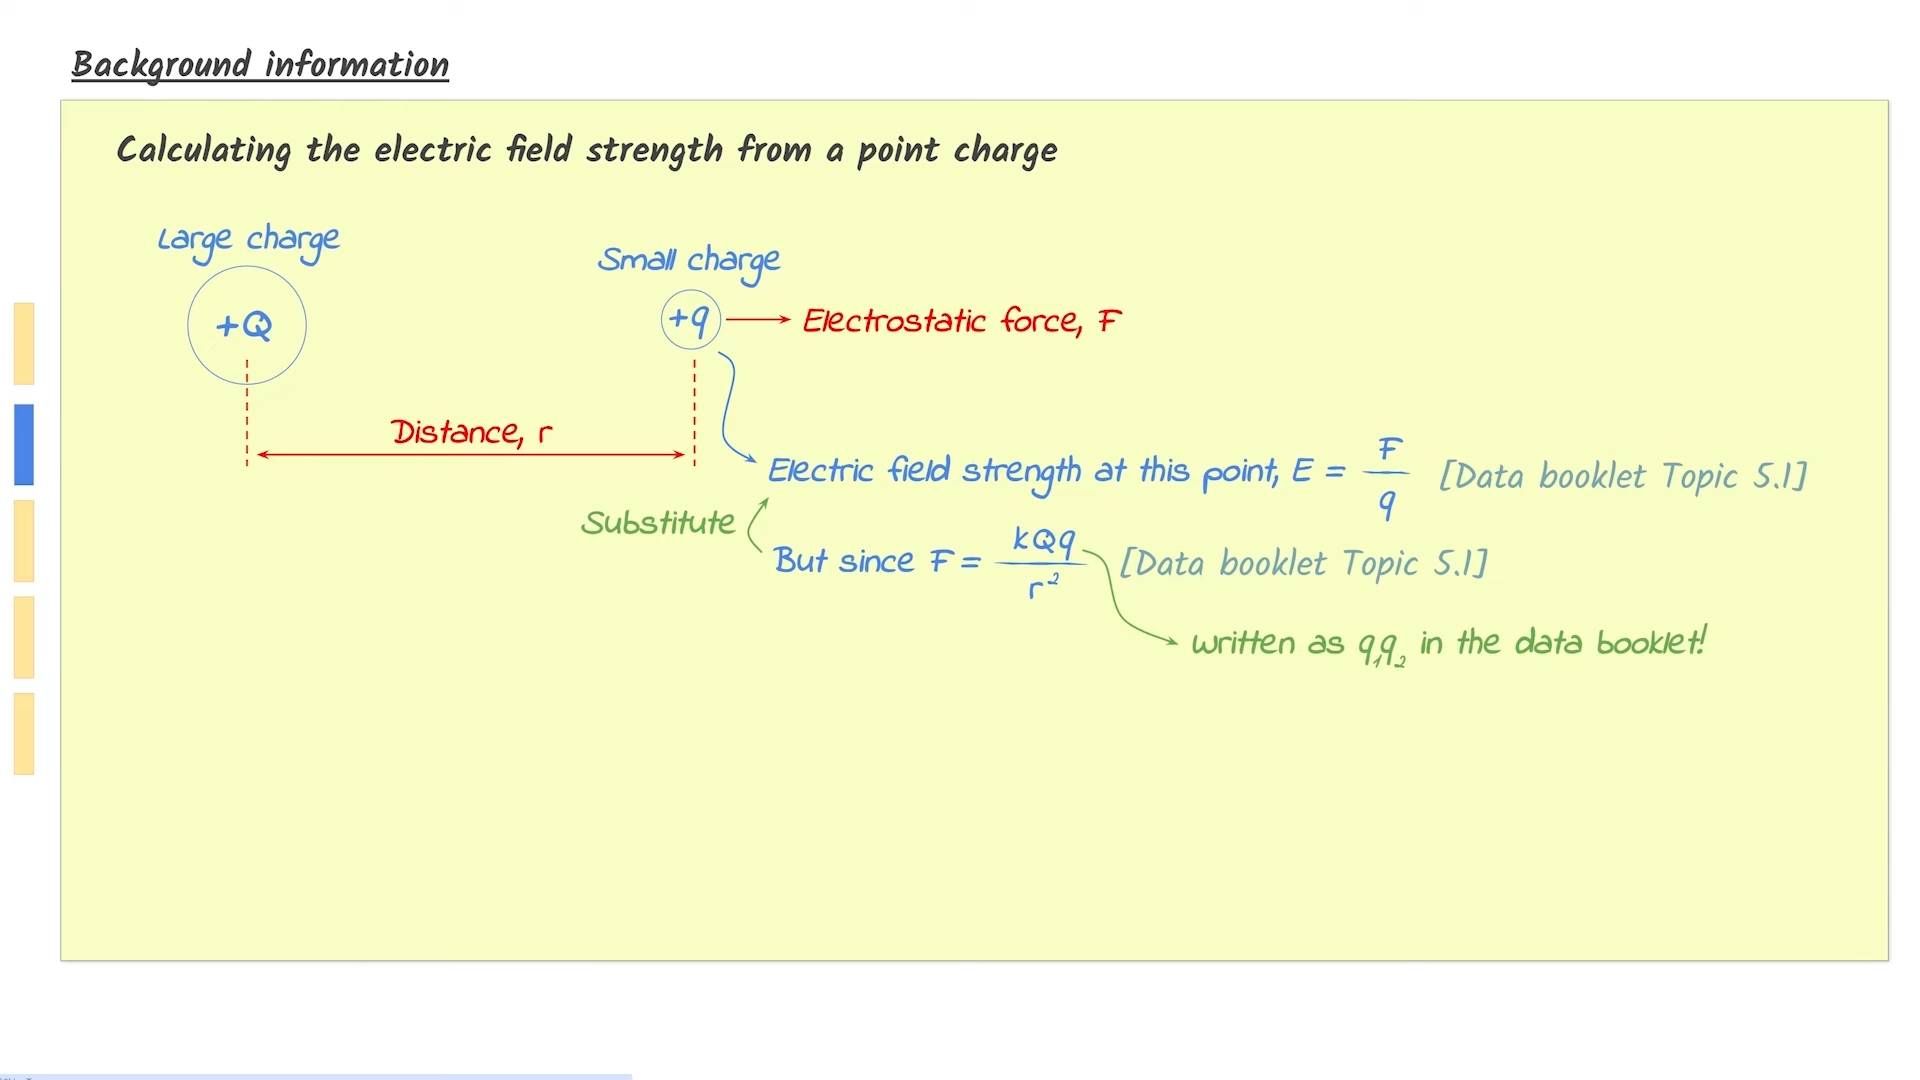 Background information
Calculating the electric field strength from a point charge
Large charge
+Q
Small charge
+q
Electrostatic force, F
Distance, r
Electric field strength at this point, E = F/q [Data booklet Topic 5.1]
Substitute
But since F = kQq/r² [Data booklet Topic 5.1]
written as q₁q₂ in the data booklet!